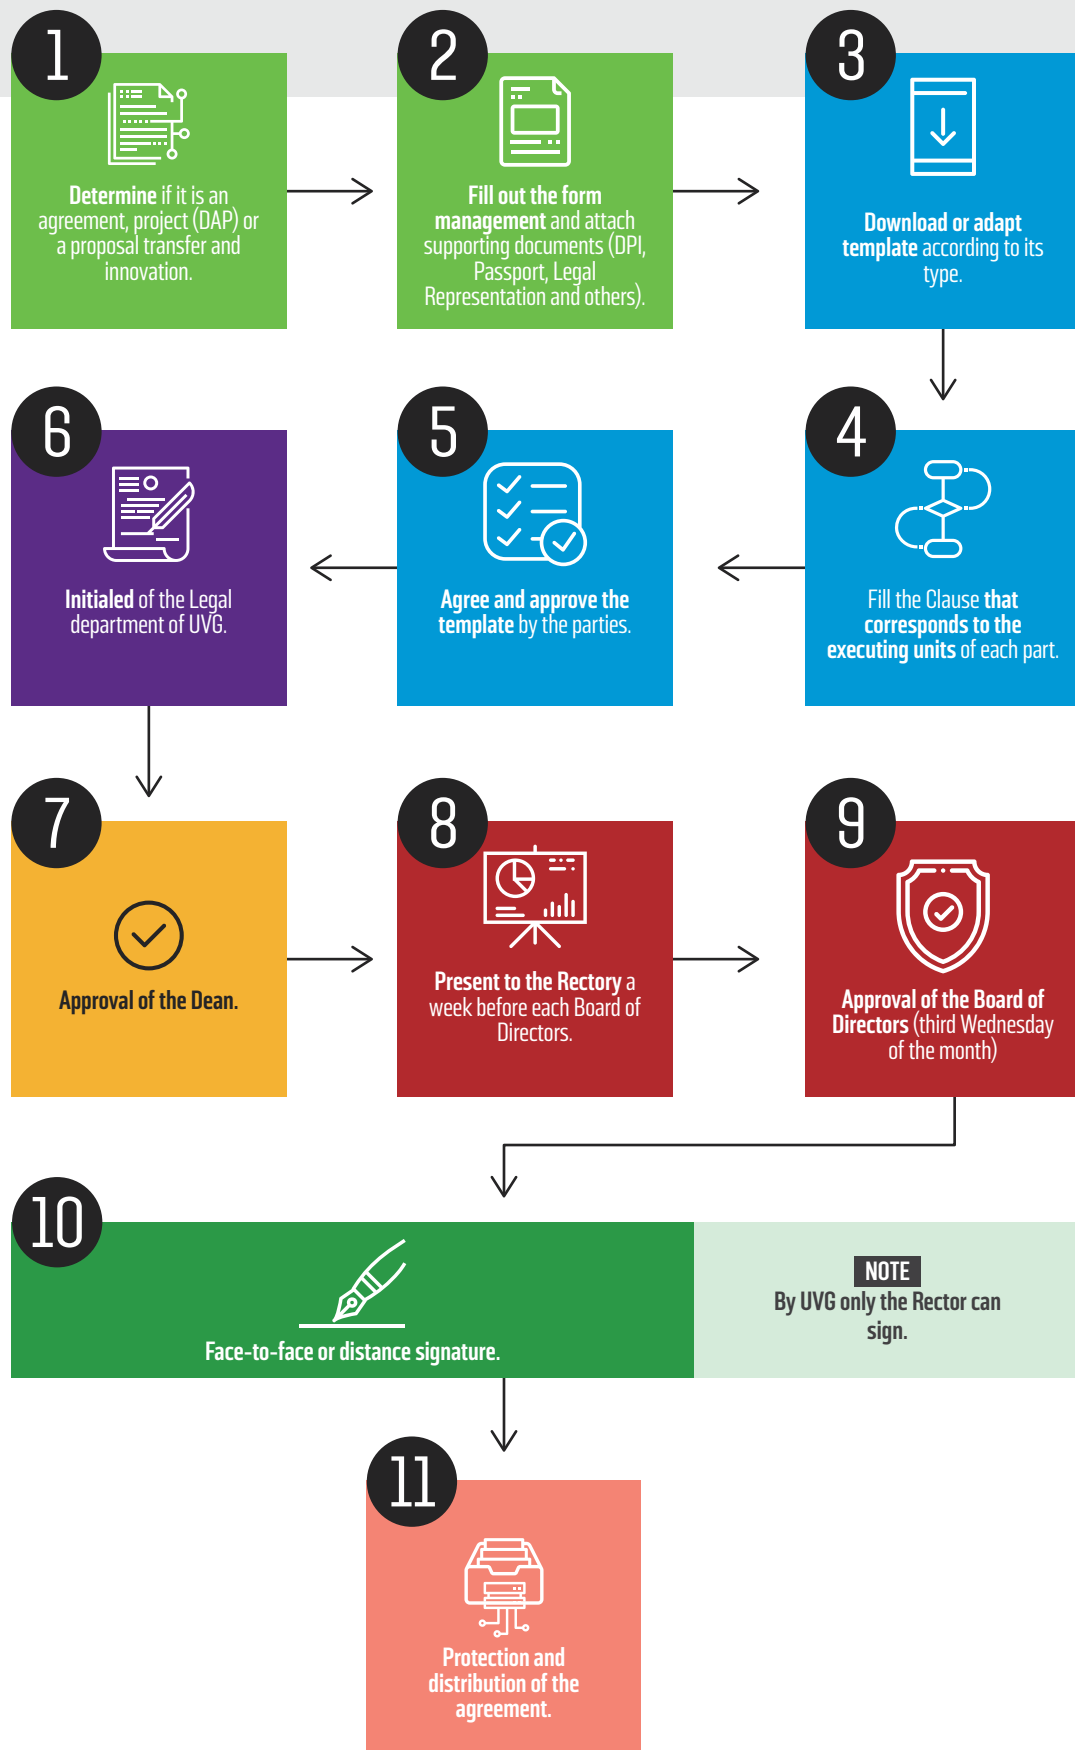 1
Determine if it is an
agreement, project (DAP) or
a proposal transfer and
innovation.
2
Fill out the form
management and attach
supporting documents (DPI,
Passport, Legal
Representation and others).
3
Download or adapt
template according to its
type.
4
Fill the Clause that
corresponds to the
executing units of each part.
5
Agree and approve the
template by the parties.
6
Initialed of the Legal
department of UVG.
7
Approval of the Dean.
8
Present to the Rectory a
week before each Board of
Directors.
9
Approval of the Board of
Directors (third Wednesday
of the month)
10
Face-to-face or distance signature.
NOTE
By UVG only the Rector can
sign.
11
Protection and
distribution of the
agreement.